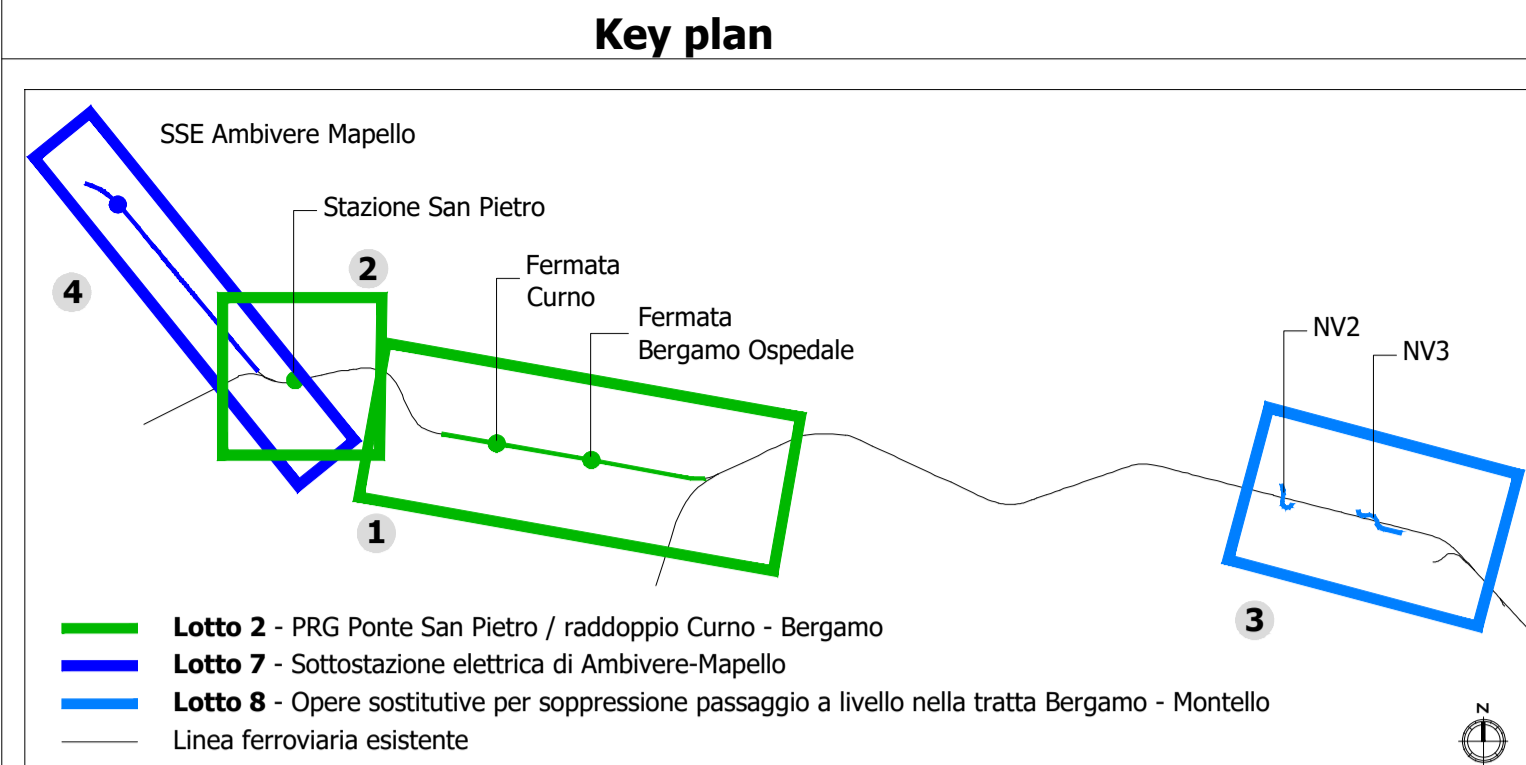 Key plan
SSE Ambivere Mapello
Stazione San Pietro
2
4
Fermata
Curno
Fermata
Bergamo Ospedale
NV2
NV3
1
3
Lotto 2 - PRG Ponte San Pietro / raddoppio Curno - Bergamo
Lotto 7 - Sottostazione elettrica di Ambivere-Mapello
Lotto 8 - Opere sostitutive per soppressione passaggio a livello nella tratta Bergamo - Montello
Linea ferroviaria esistente
N